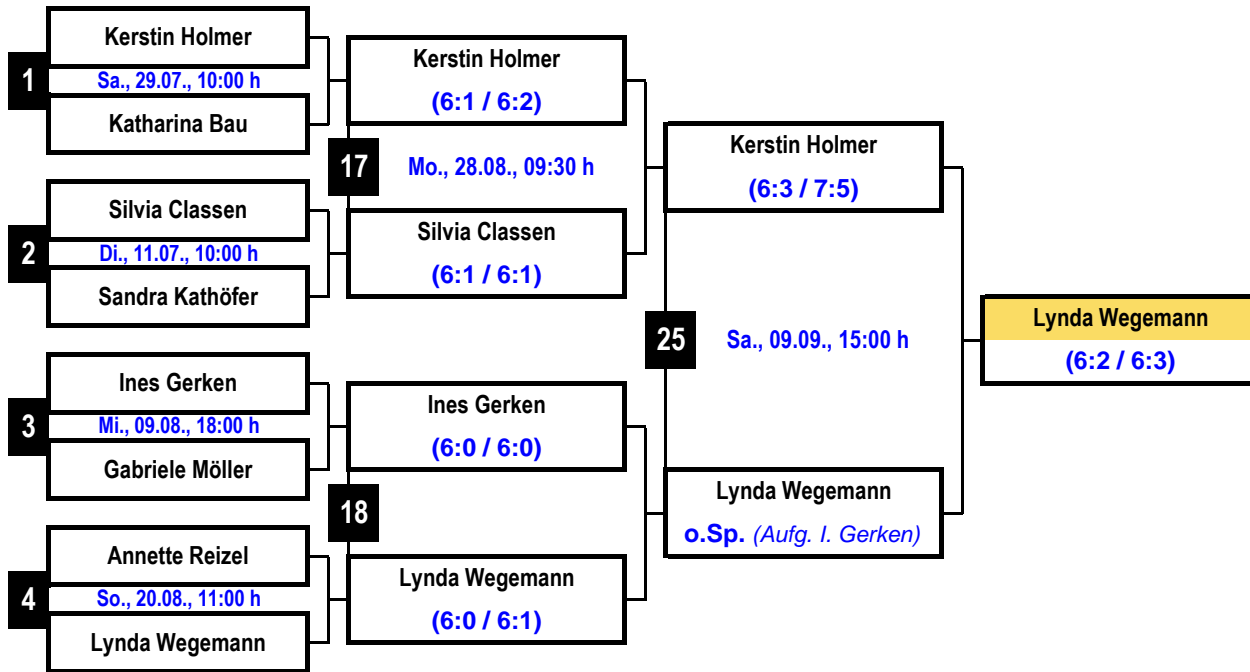 Kerstin Holmer
1
Sa., 29.07., 10:00 h
Katharina Bau
Silvia Classen
2
Di., 11.07., 10:00 h
Sandra Kathöfer
Ines Gerken
3
Mi., 09.08., 18:00 h
Gabriele Möller
Annette Reizel
4
So., 20.08., 11:00 h
Lynda Wegemann
Kerstin Holmer
(6:1 / 6:2)
17
Mo., 28.08., 09:30 h
Silvia Classen
(6:1 / 6:1)
Ines Gerken
(6:0 / 6:0)
18
Lynda Wegemann
(6:0 / 6:1)
Kerstin Holmer
(6:3 / 7:5)
25
Sa., 09.09., 15:00 h
Lynda Wegemann
o.Sp. (Aufg. I. Gerken)
Lynda Wegemann
(6:2 / 6:3)